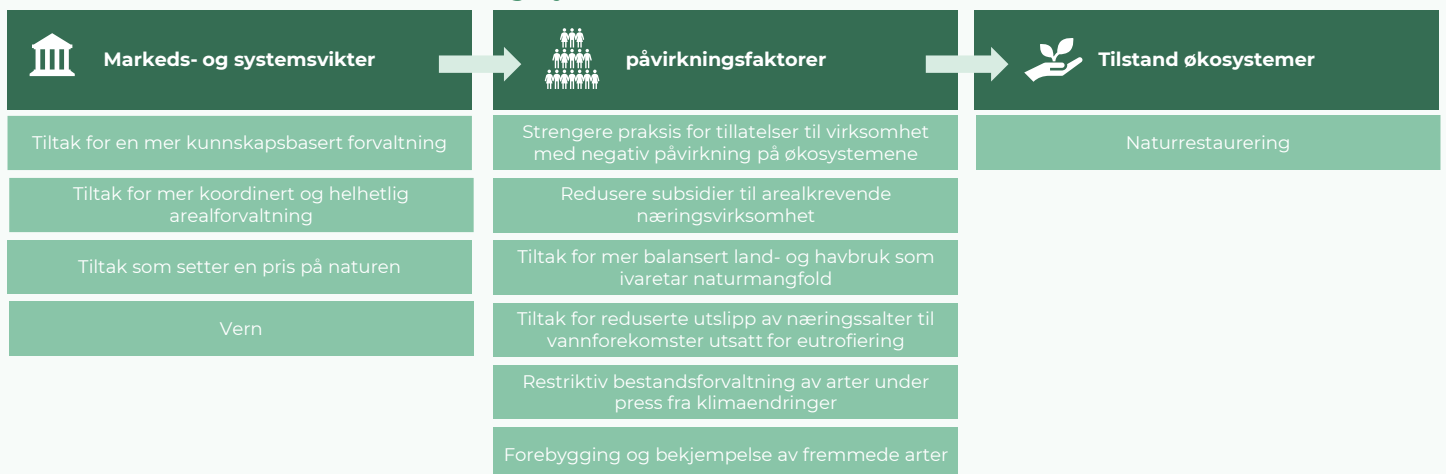 Markeds- og systemsvikter
Tiltak for en mer kunnskapsbasert forvaltning
Tiltak for mer koordinert og helhetlig
arealforvaltning
Tiltak som setter en pris på naturen
Vern
påvirkningsfaktorer
Strengere praksis for tillatelser til virksomhet
med negativ påvirkning på økosystemene
Redusere subsidier til arealkrevende
næringsvirksomhet
Tiltak for mer balansert land- og havbruk som
ivaretar naturmangfold
Tiltak for reduserte utslipp av næringssalter til
vannforekomster utsatt for eutrofiering
Restriktiv bestandsforvaltning av arter under
press fra klimaendringer
Forebygging og bekjempelse av fremmede arter
Tilstand økosystemer
Naturrestaurering